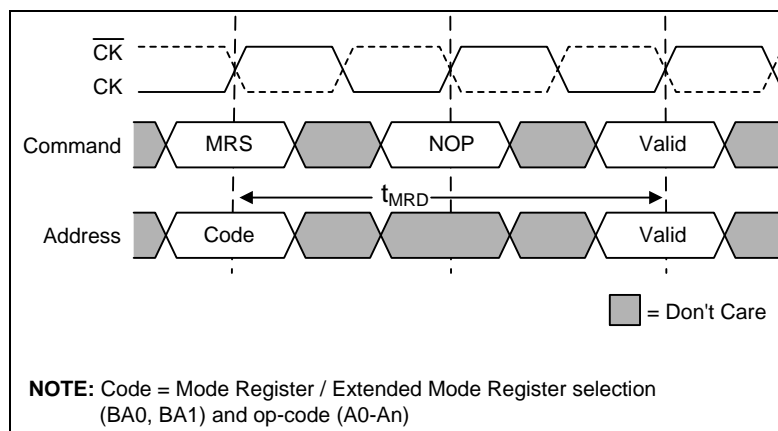 C̅K̅
CK
Command MRS NOP Valid
tMRD
Address Code Valid
= Don't Care
NOTE: Code = Mode Register / Extended Mode Register selection
(BA0, BA1) and op-code (A0-An)